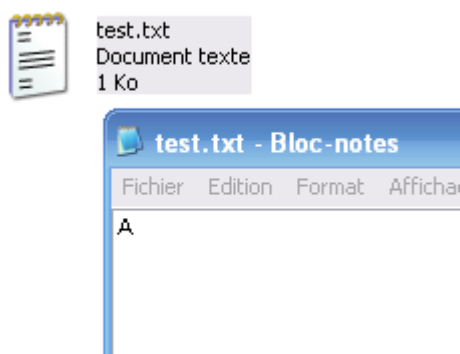 test.txt
Document texte
1 Ko
test.txt - Bloc-notes
Fichier Edition Format
A